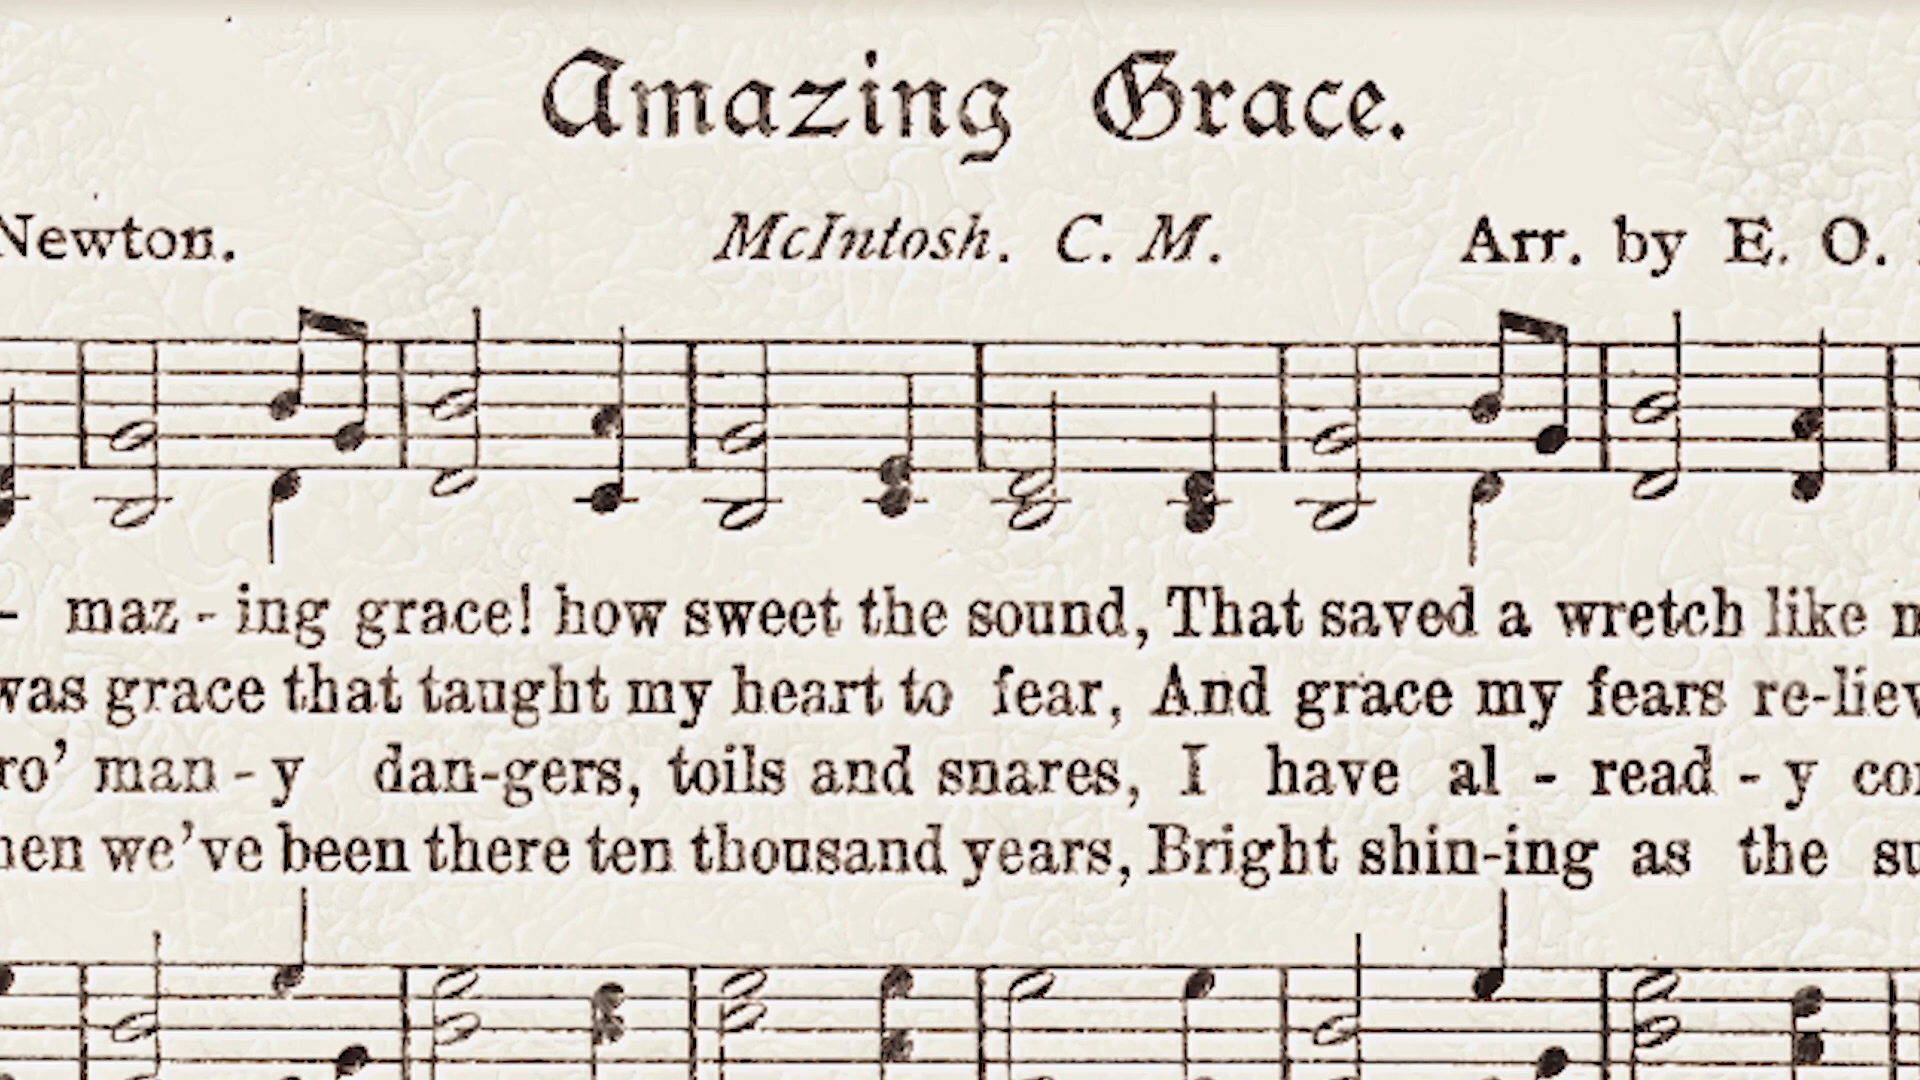 Amazing Grace.
Newton. McIntosh. C. M. Arr. by E. O.
- maz - ing grace! how sweet the sound, That saved a wretch like
was grace that taught my heart to fear, And grace my fears re-liev
ro' man - y dan-gers, toils and snares, I have al - read - y
we've been there ten thousand years, Bright shin-ing as the